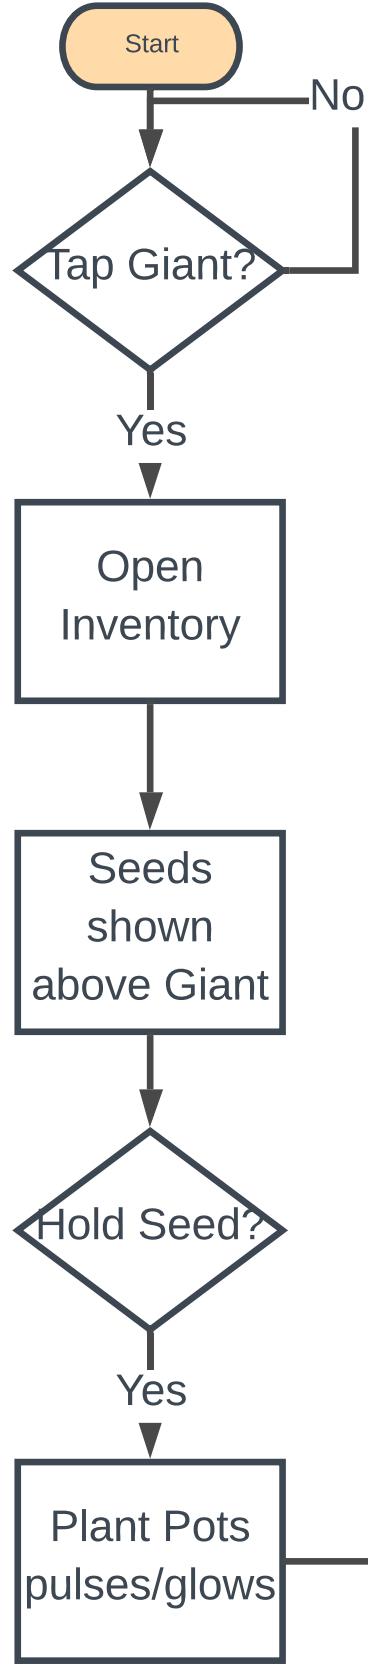 Start
No
Tap Giant?
Yes
Open
Inventory
Seeds
shown
above Giant
Hold Seed?
Yes
Plant Pots
pulses/glows